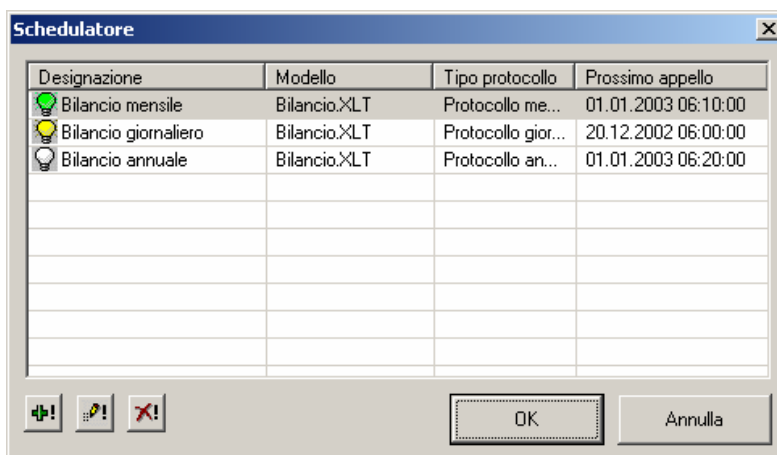 Schedulatore
Designazione Modello Tipo protocollo Prossimo appello
Bilancio mensile Bilancio.XLT Protocollo me... 01.01.2003 06:10:00
Bilancio giornaliero Bilancio.XLT Protocollo gior... 20.12.2002 06:00:00
Bilancio annuale Bilancio.XLT Protocollo an... 01.01.2003 06:20:00
OK Annulla